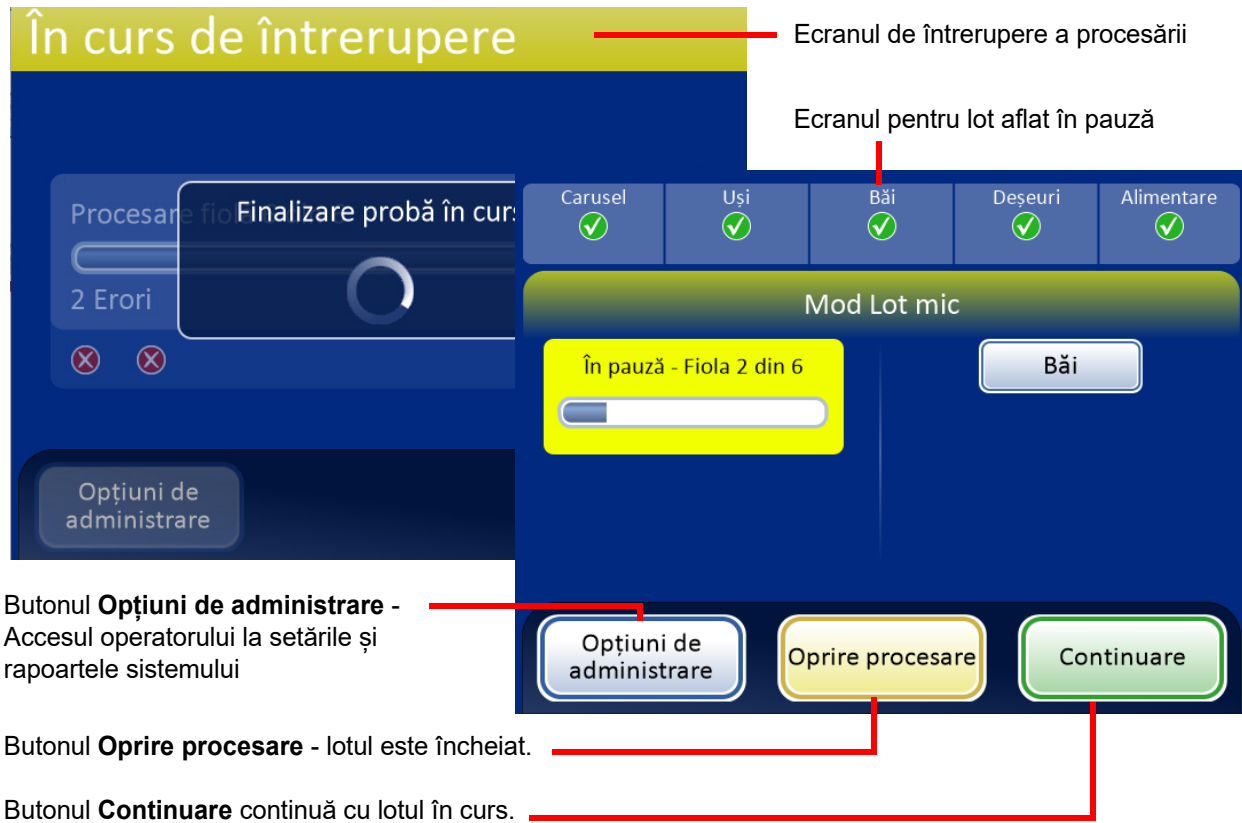 În curs de întrerupere
Ecranul de întrerupere a procesării
Ecranul pentru lot aflat în pauză
Procesare fio
Finalizare probă în curs
2 Erori
Opțiuni de
administrare
Carusel
Uși
Băi
Deșeuri
Alimentare
Mod Lot mic
În pauză - Fiola 2 din 6
Băi
Opțiuni de
administrare
Oprire procesare
Continuare
Butonul Opțiuni de administrare -
Accesul operatorului la setările și
rapoartele sistemului
Butonul Oprire procesare - lotul este încheiat.
Butonul Continuare continuă cu lotul în curs.